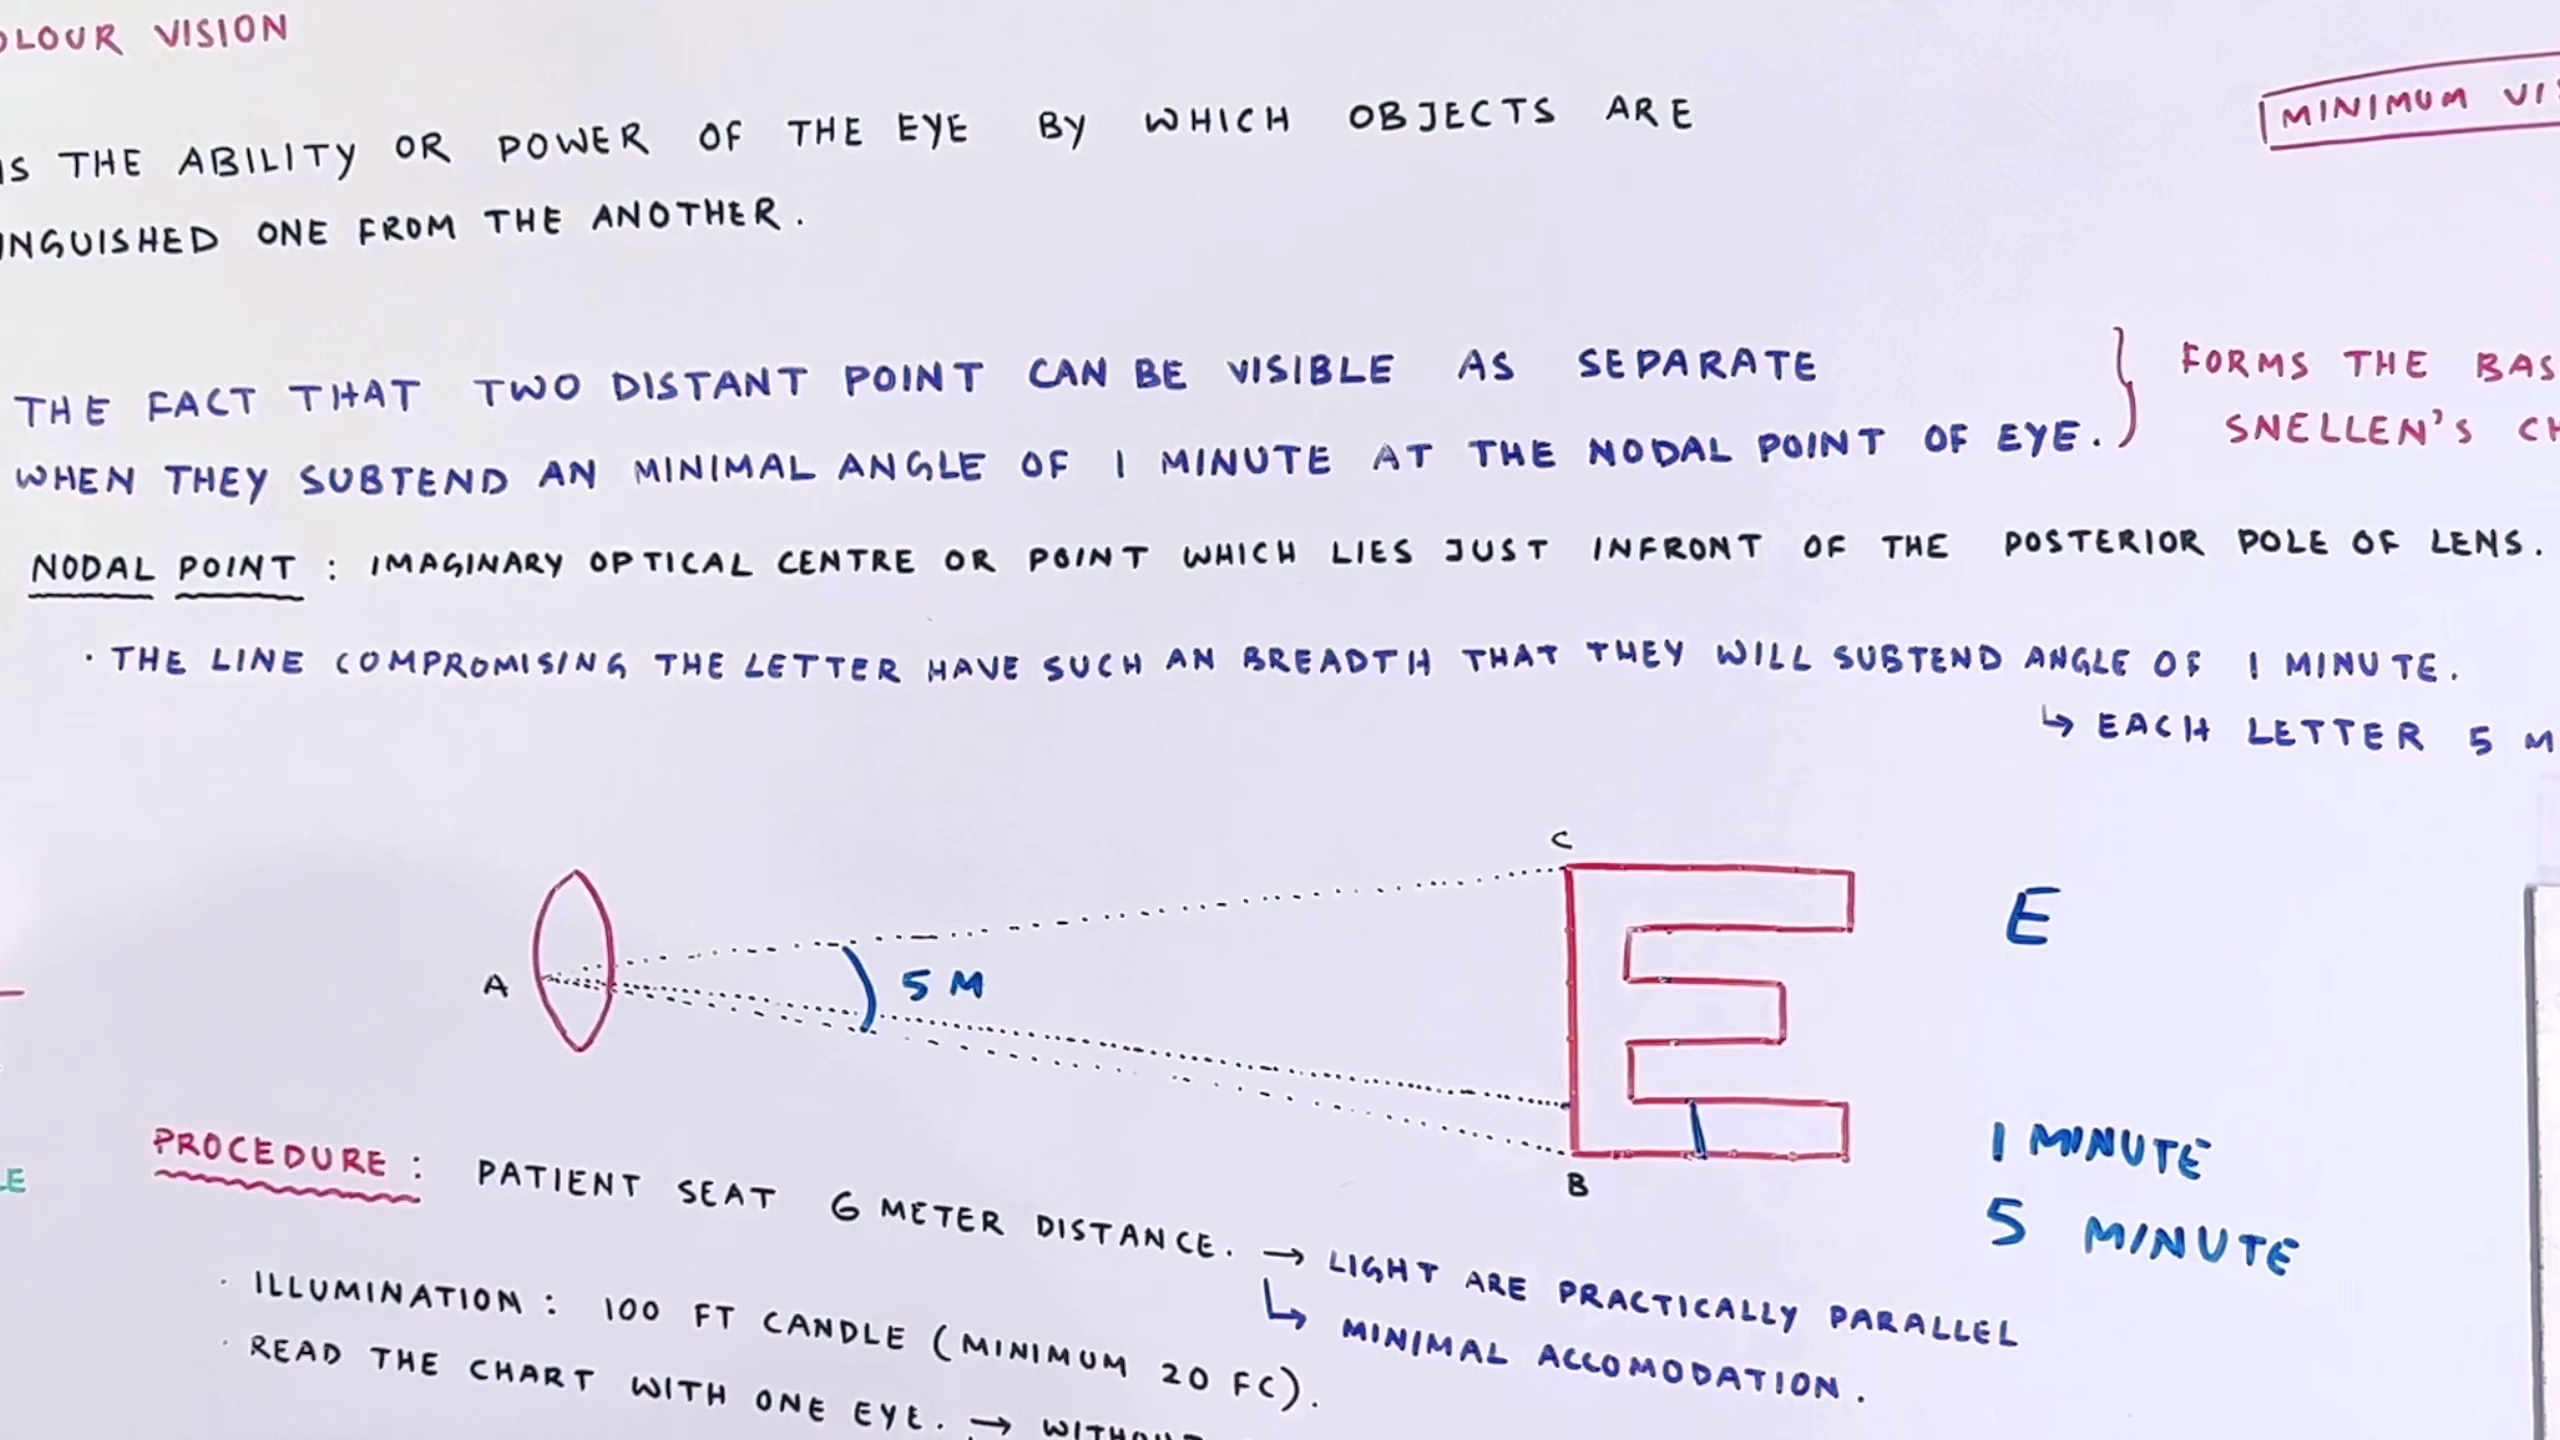 OLOUR VISION
MINIMUM VIS
IS THE ABILITY OR POWER OF THE EYE BY WHICH OBJECTS ARE
INGUISHED ONE FROM THE ANOTHER.
THE FACT THAT TWO DISTANT POINT CAN BE VISIBLE AS SEPARATE
WHEN THEY SUBTEND AN MINIMAL ANGLE OF 1 MINUTE AT THE NODAL POINT OF EYE.
FORMS THE BAS
SNELLEN'S CH
NODAL POINT : IMAGINARY OPTICAL CENTRE OR POINT WHICH LIES JUST INFRONT OF THE POSTERIOR POLE OF LENS.
· THE LINE COMPROMISING THE LETTER HAVE SUCH AN BREADTH THAT THEY WILL SUBTEND ANGLE OF 1 MINUTE.
↳ EACH LETTER 5 M
C
E
A
5 M
B
1 MINUTE
5 MINUTE
LE
PROCEDURE : PATIENT SEAT 6 METER DISTANCE. → LIGHT ARE PRACTICALLY PARALLEL
↳ MINIMAL ACCOMODATION.
· ILLUMINATION : 100 FT CANDLE (MINIMUM 20 FC).
· READ THE CHART WITH ONE EYE. → WITHOUT